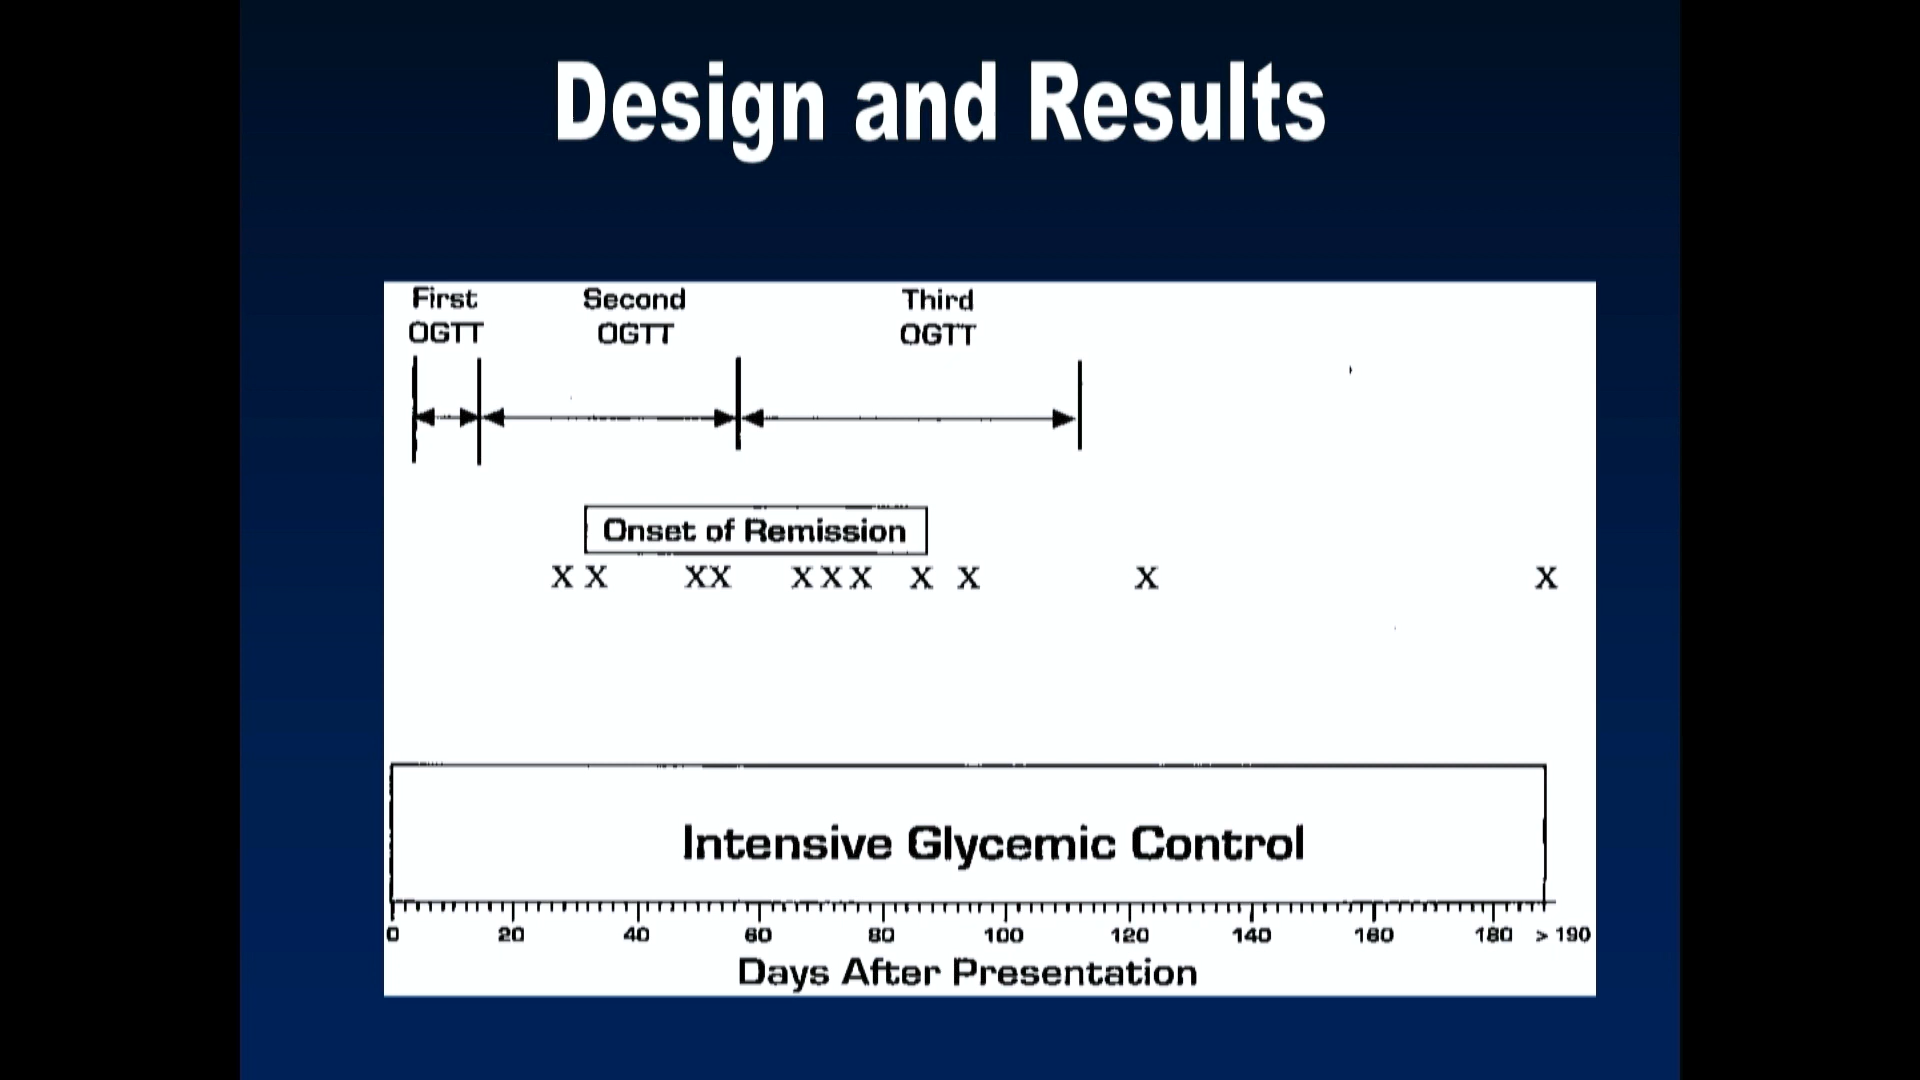 Design and Results
First Second Third
OGTT OGTT OGTT
Onset of Remission
X X XX X X X X X X X
Intensive Glycemic Control
0 20 40 60 80 100 120 140 160 180 > 190
Days After Presentation